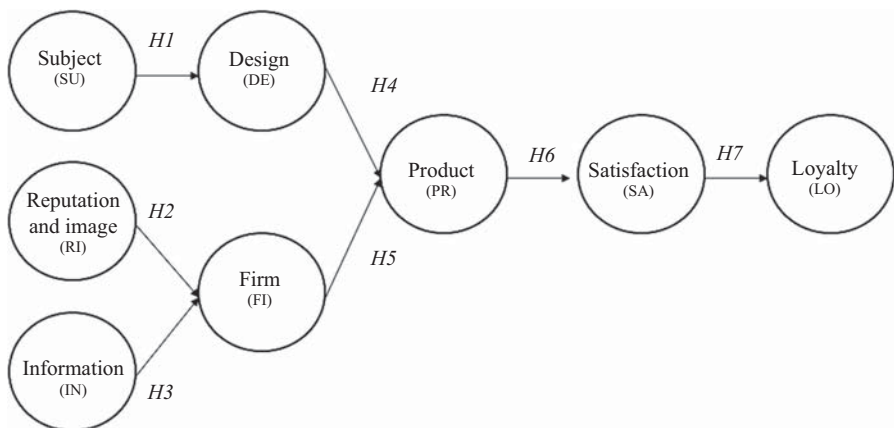 Subject
(SU)
H1
Design
(DE)
H4
Reputation
and image
(RI)
H2
Information
(IN)
H3
Firm
(FI)
H5
Product
(PR)
H6
Satisfaction
(SA)
H7
Loyalty
(LO)